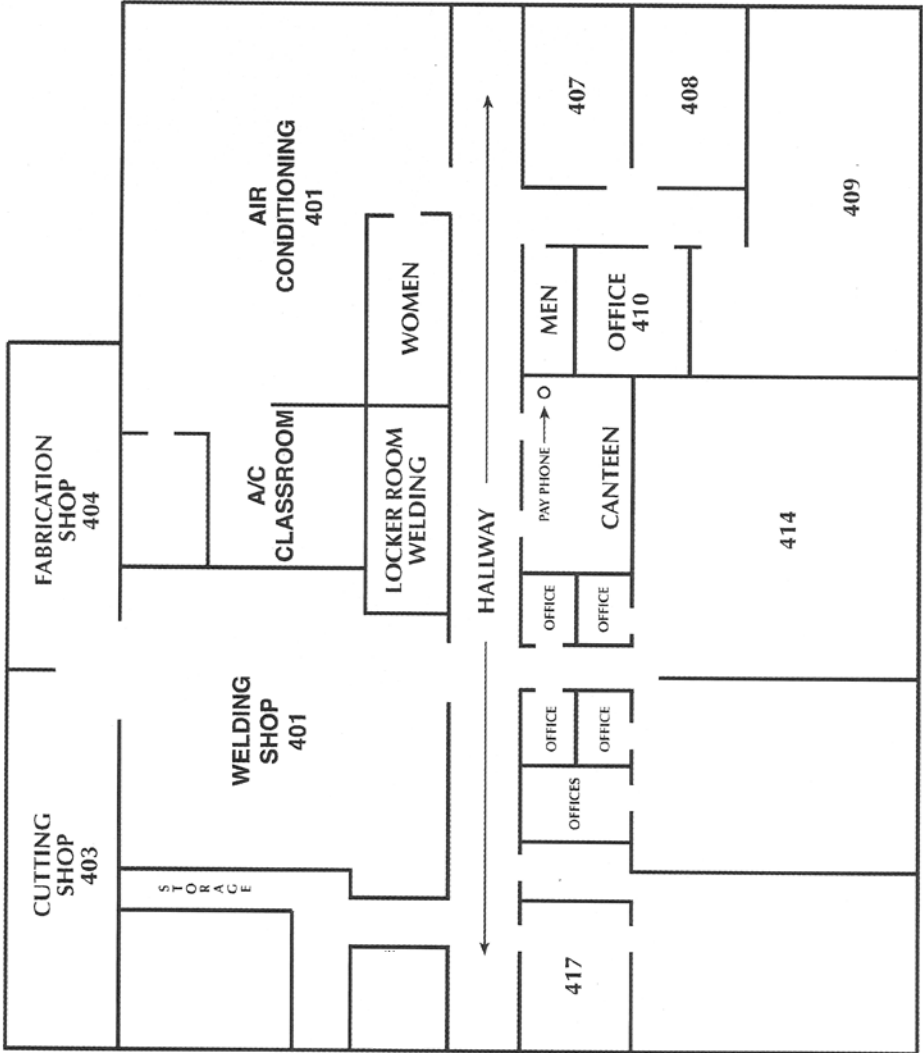 FABRICATION
SHOP
404
CUTTING
SHOP
403
AIR
CONDITIONING
401
A/C
CLASSROOM
WOMEN
LOCKER ROOM
WELDING
WELDING
SHOP
401
STORAGE
HALLWAY
407
408
409
MEN
OFFICE
410
PAY PHONE
CANTEEN
414
OFFICE
OFFICE
OFFICE
OFFICE
OFFICES
417